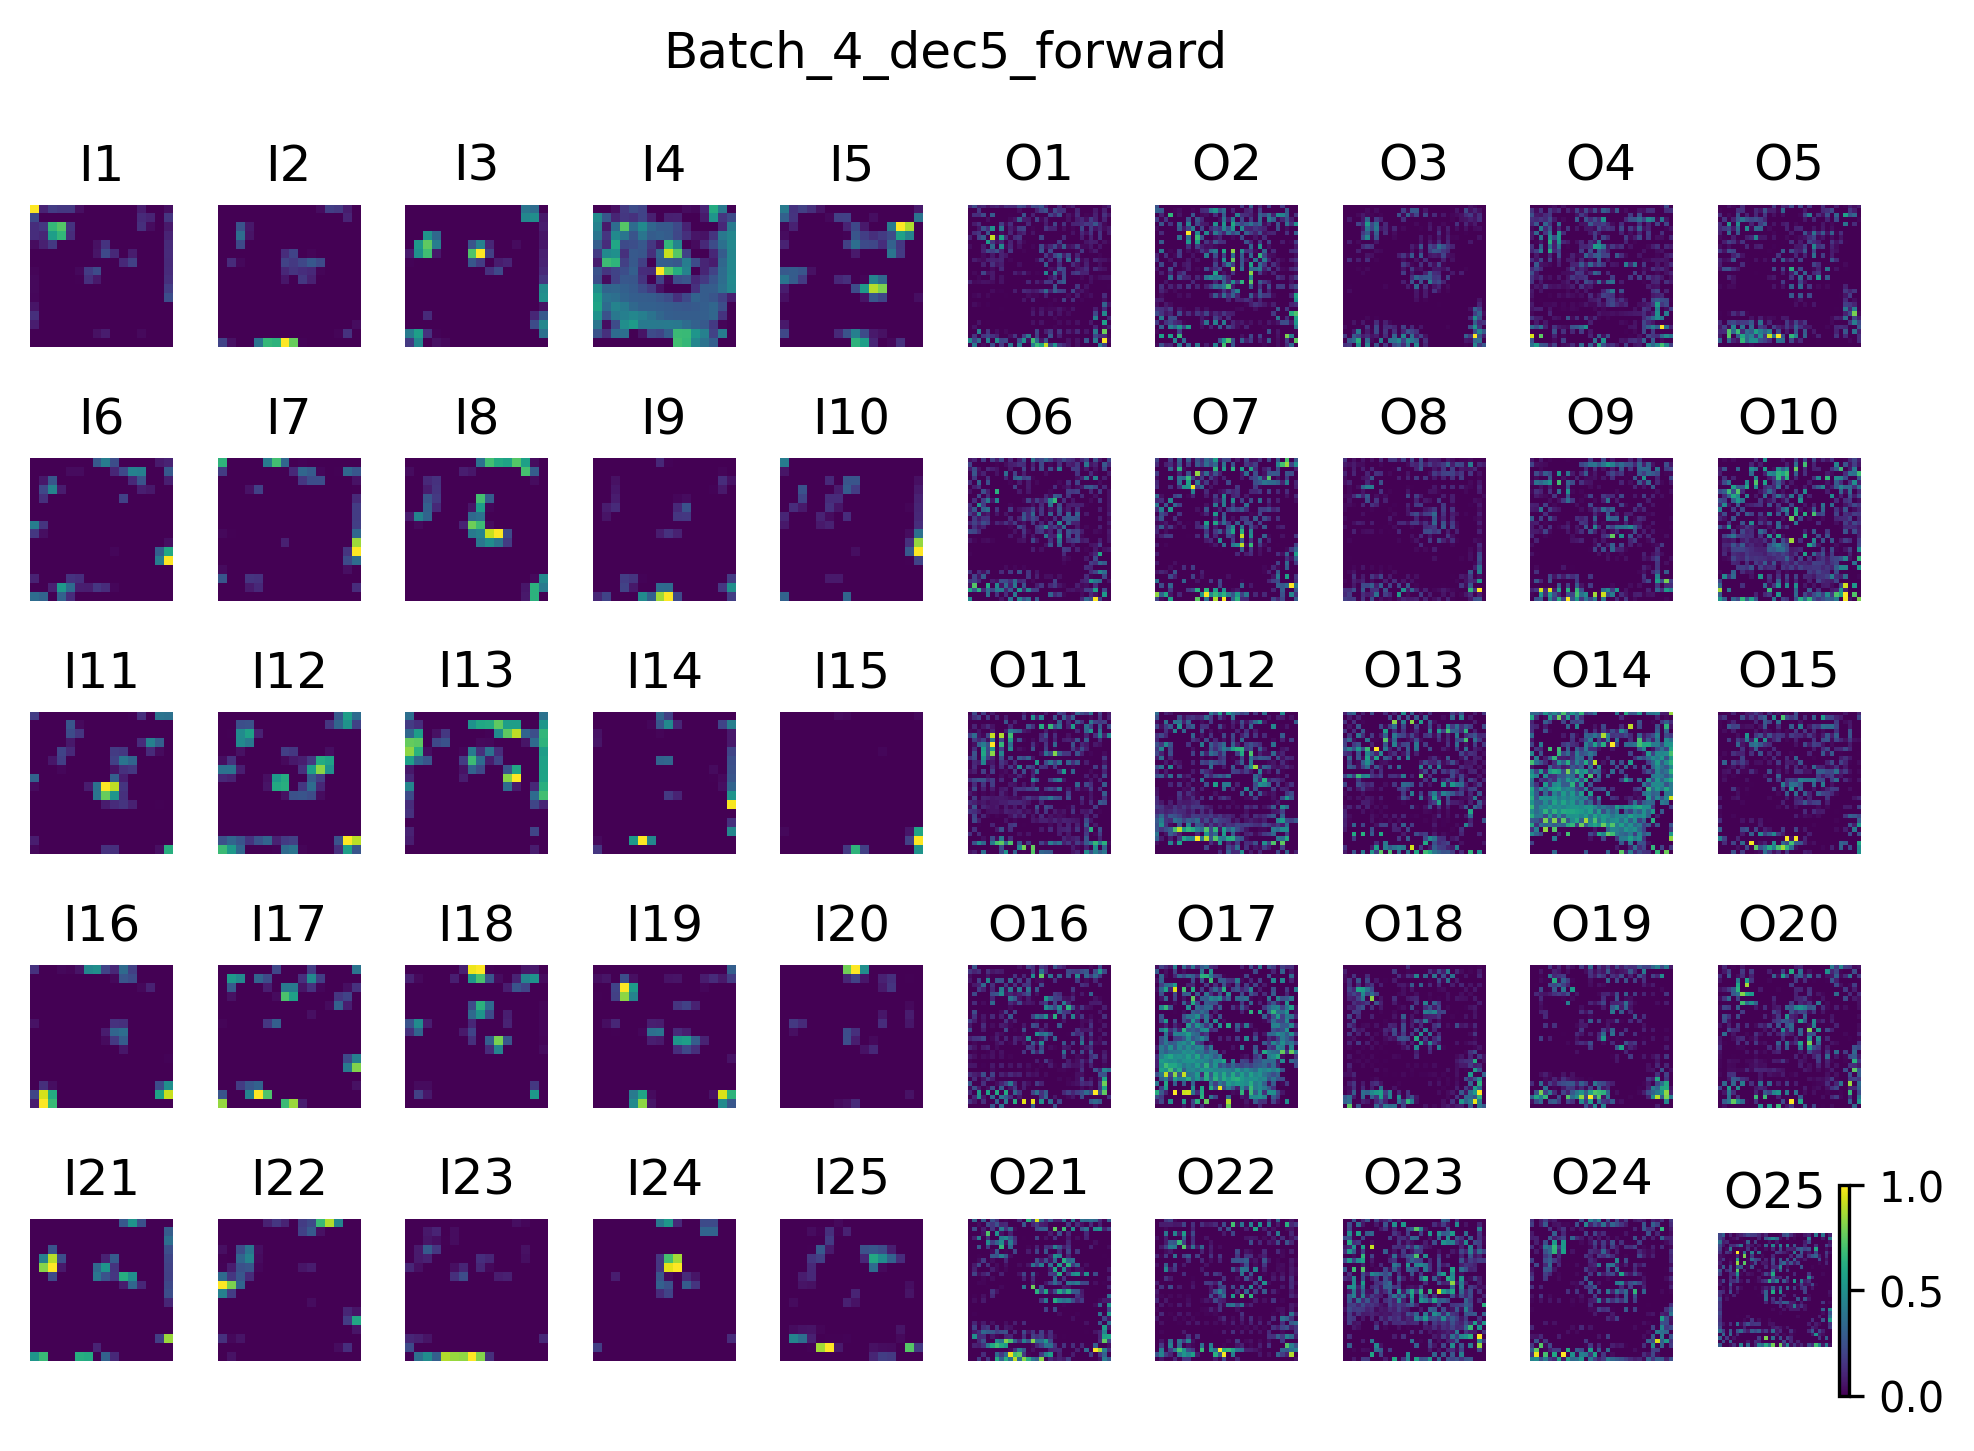 Batch_4_dec5_forward
I1 I2 I3 I4 I5 O1 O2 O3 O4 O5
I6 I7 I8 I9 I10 O6 O7 O8 O9 O10
I11 I12 I13 I14 I15 O11 O12 O13 O14 O15
I16 I17 I18 I19 I20 O16 O17 O18 O19 O20
I21 I22 I23 I24 I25 O21 O22 O23 O24 O25
1.0
0.5
0.0